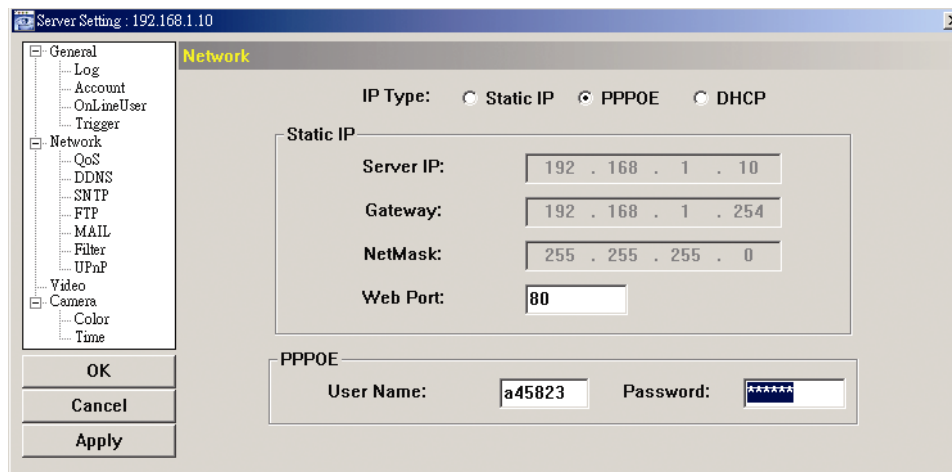 Server Setting : 192.168.1.10
General
Log
Account
OnLineUser
Trigger
Network
QoS
DDNS
SNTP
FTP
MAIL
Filter
UPnP
Video
Camera
Color
Time
OK
Cancel
Apply
Network
IP Type: Static IP PPPOE DHCP
Static IP
Server IP: 192 . 168 . 1 . 10
Gateway: 192 . 168 . 1 . 254
NetMask: 255 . 255 . 255 . 0
Web Port: 80
PPPOE
User Name: a45823 Password: ******